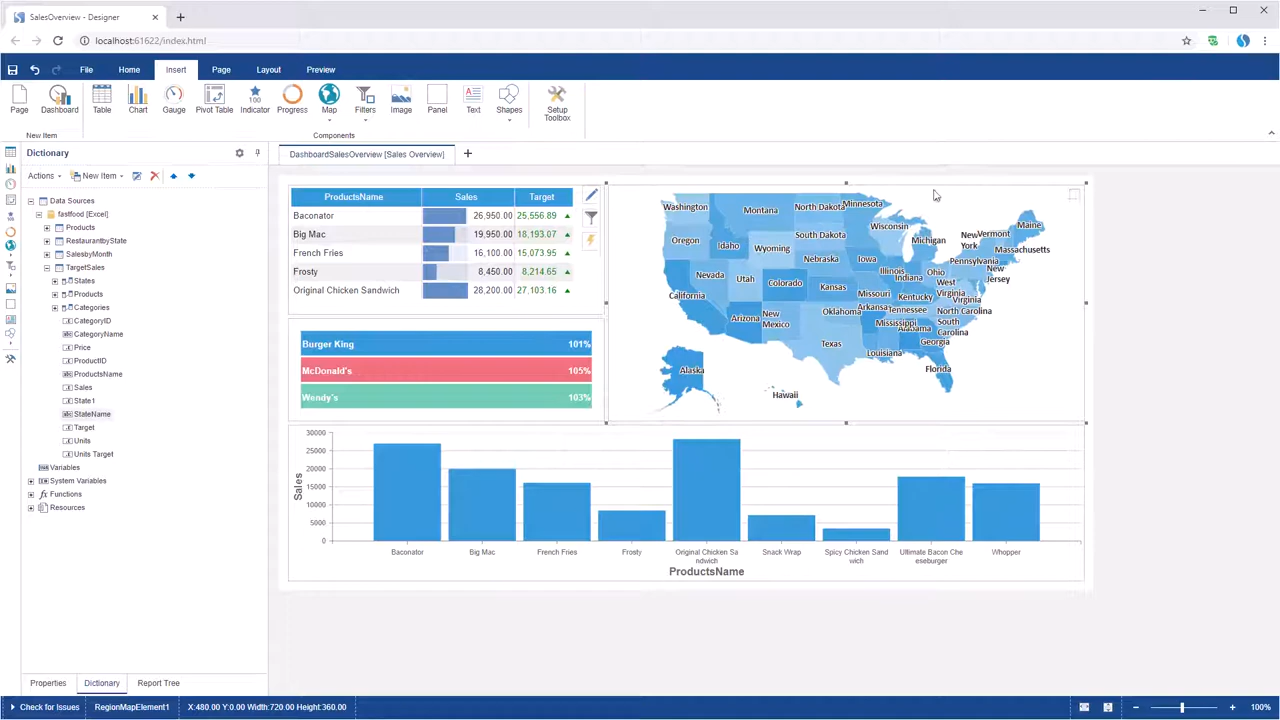 SalesOverview - Designer
localhost:61622/index.html
File Home Insert Page Layout Preview
Page Dashboard Table Chart Gauge Pivot Table Indicator Progress Map Filters Image Panel Text Shapes Setup Toolbox
100
New Item Components
Dictionary
DashboardSalesOverview [Sales Overview]
Actions New Item
Data Sources
fastfood [Excel]
Products
RestaurantbyState
SalesbyMonth
TargetSales
States
Products
Categories
CategoryID
CategoryName
Price
ProductID
ProductsName
Sales
State1
StateName
Target
Units
Units Target
Variables
System Variables
Functions
Resources
Properties Dictionary Report Tree
ProductsName Sales Target
Baconator 26,950.00 25,556.89
Big Mac 19,950.00 18,193.07
French Fries 16,100.00 15,073.95
Frosty 8,450.00 8,214.65
Original Chicken Sandwich 28,200.00 27,103.16
Burger King 101%
McDonald's 105%
Wendy's 103%
Washington
Montana
North Dakota
Minnesota
Wisconsin
Michigan
New York
Vermont
Maine
Massachusetts
Oregon
Idaho
Wyoming
South Dakota
Nebraska
Iowa
Illinois
Indiana
Ohio
Pennsylvania
New Jersey
Nevada
Utah
Colorado
Kansas
Missouri
Kentucky
West Virginia
Virginia
California
Arizona
New Mexico
Oklahoma
Arkansas
Tennessee
North Carolina
South Carolina
Mississippi
Alabama
Georgia
Texas
Louisiana
Florida
Alaska
Hawaii
30000
25000
20000
15000
10000
5000
0
Sales
Baconator
Big Mac
French Fries
Frosty
Original Chicken Sa
ndwich
Snack Wrap
Spicy Chicken Sand
wich
Ultimate Bacon Che
eseburger
Whopper
ProductsName
Check for Issues RegionMapElement1 X:480.00 Y:0.00 Width:720.00 Height:360.00 100%